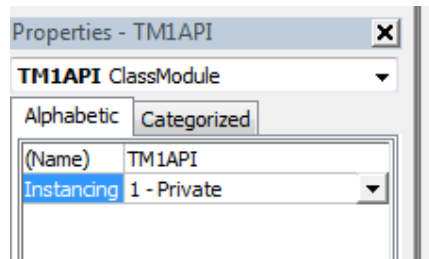 Properties - TM1API
TM1API ClassModule
Alphabetic Categorized
(Name) TM1API
Instancing 1 - Private